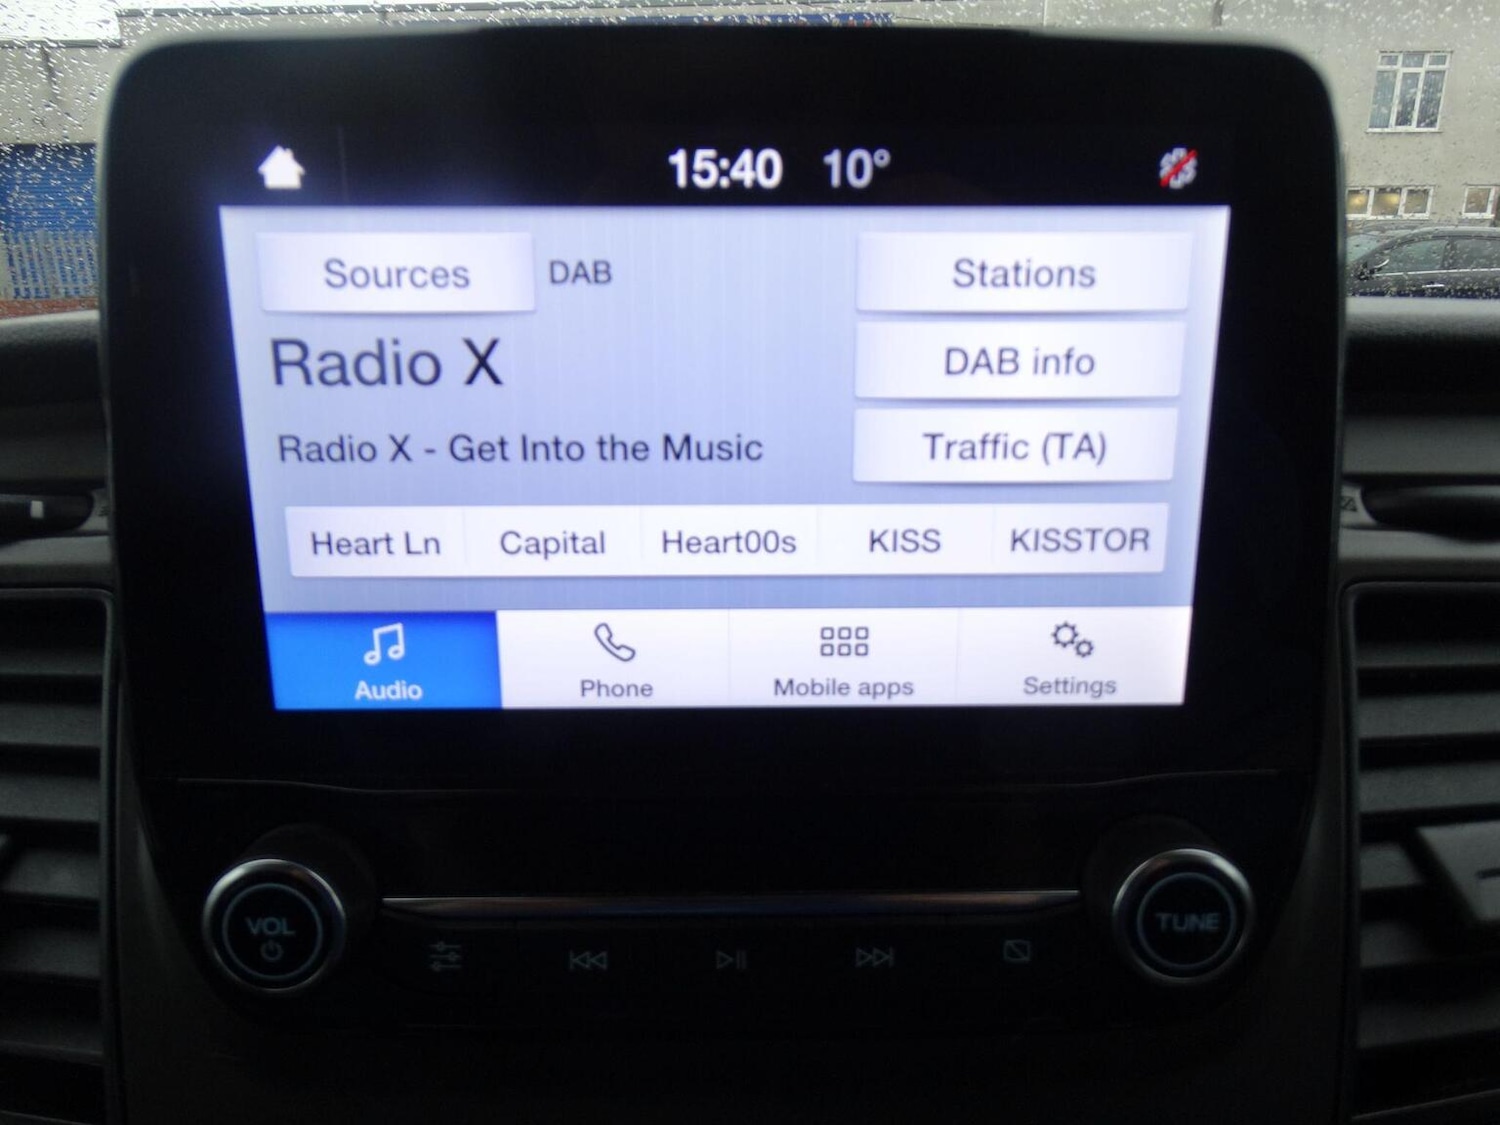 15:40 10°
Sources DAB Stations
Radio X DAB info
Radio X - Get Into the Music Traffic (TA)
Heart Ln Capital Heart00s KISS KISSTOR
Audio Phone Mobile apps Settings
VOL TUNE